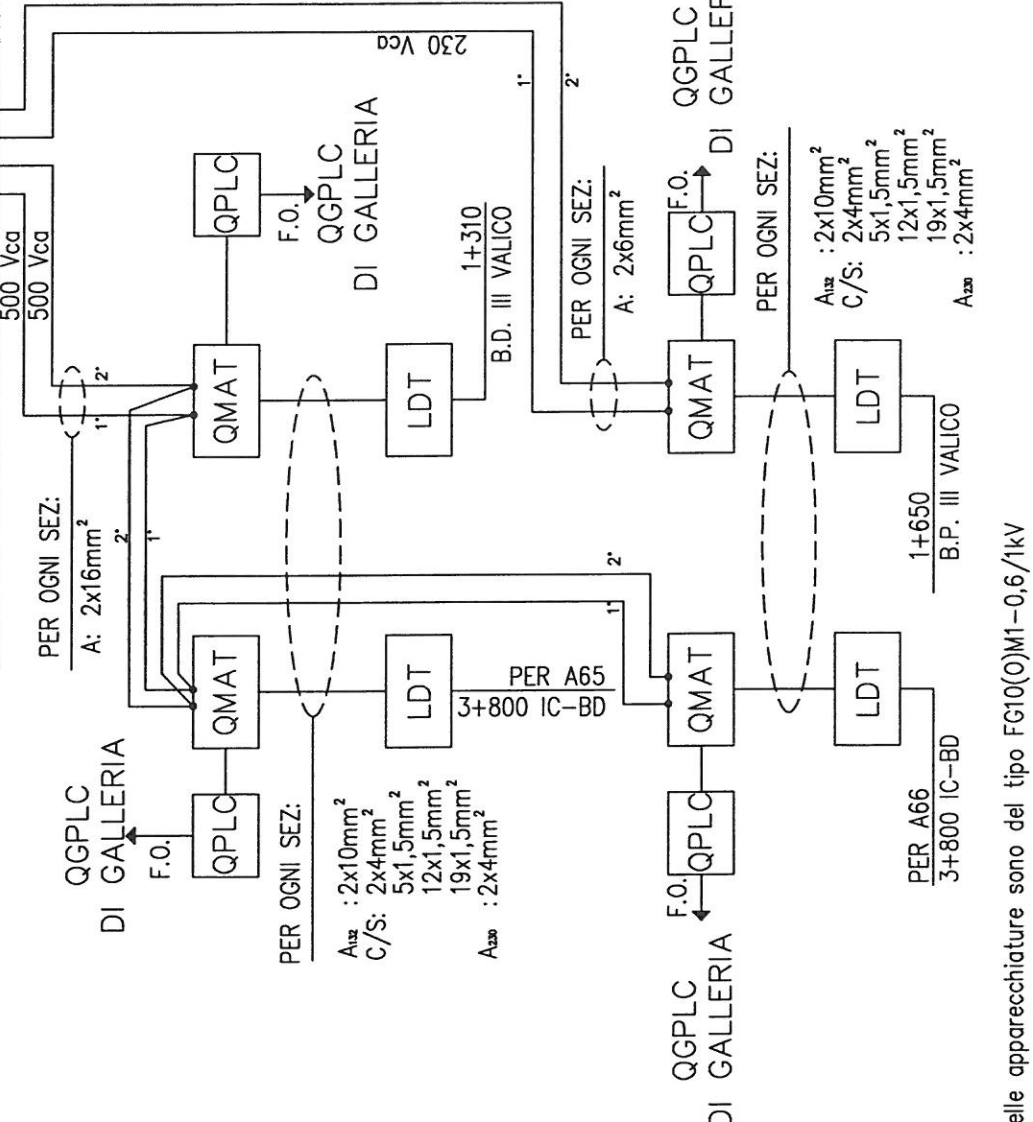 500 Vca
500 Vca
230 Vca
1°
2°
QGPLC
DI GALLERIA
F.O.
QPLC
QMAT
LDT
PER A65
3+800 IC-BD
PER OGNI SEZ:
A: 2x16mm²
1°
2°
2°
1°
QMAT
QPLC
F.O.
QGPLC
DI GALLERIA
LDT
1+310
B.D. III VALICO
PER OGNI SEZ:
A₁₃₂ : 2x10mm²
C/S: 2x4mm²
5x1,5mm²
12x1,5mm²
19x1,5mm²
A₂₃₀ : 2x4mm²
1°
2°
PER OGNI SEZ:
A: 2x6mm²
QGPLC
DI GALLERIA
F.O.
QPLC
QMAT
LDT
PER A66
3+800 IC-BD
QMAT
QPLC
F.O.
QGPLC
DI
LDT
1+650
B.P. III VALICO
PER OGNI SEZ:
A₁₃₂ : 2x10mm²
C/S: 2x4mm²
5x1,5mm²
12x1,5mm²
19x1,5mm²
A₂₃₀ : 2x4mm²
apparecchiature sono del tipo FG10(O)M1-0,6/1kV